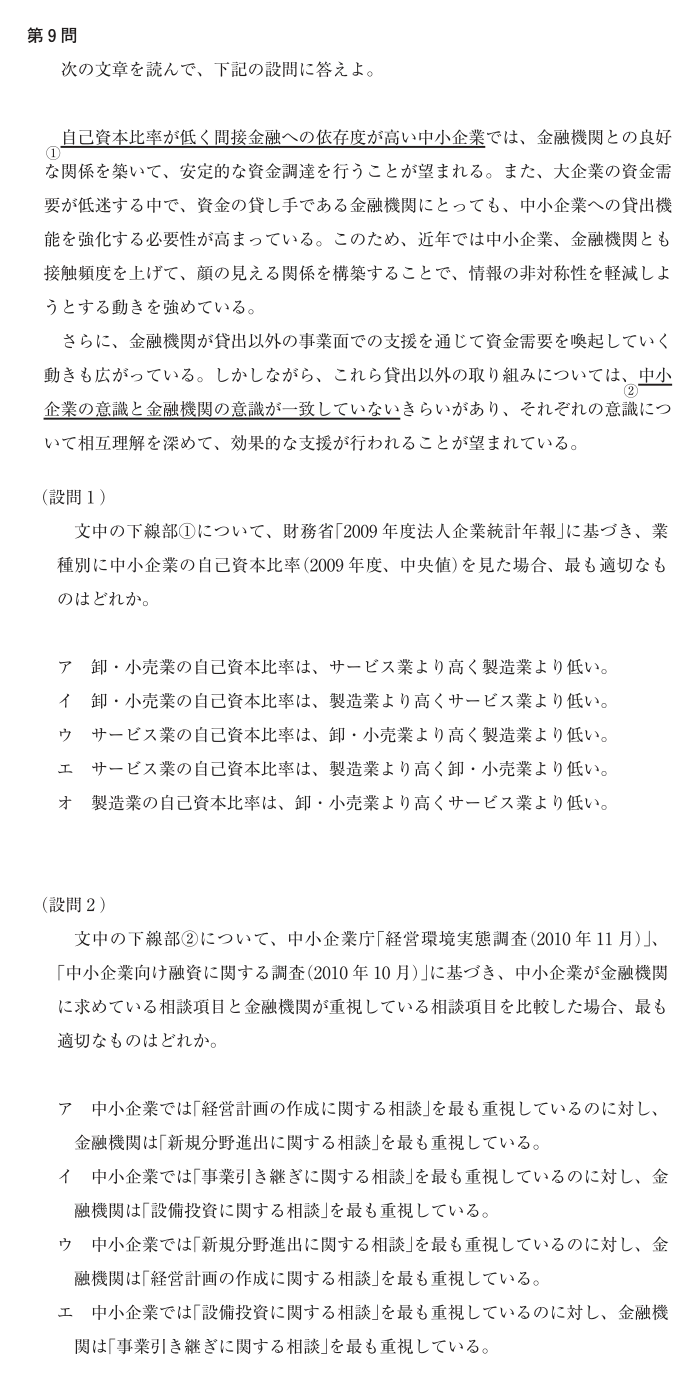 第9問
次の文章を読んで、下記の設問に答えよ。
自己資本比率が低く間接金融への依存度が高い中小企業では、金融機関との良好
①
な関係を築いて、安定的な資金調達を行うことが望まれる。また、大企業の資金需
要が低迷する中で、資金の貸し手である金融機関にとっても、中小企業への貸出機
能を強化する必要性が高まっている。このため、近年では中小企業、金融機関とも
接触頻度を上げて、顔の見える関係を構築することで、情報の非対称性を軽減しよ
うとする動きを強めている。
さらに、金融機関が貸出以外の事業面での支援を通じて資金需要を喚起していく
動きも広がっている。しかしながら、これら貸出以外の取り組みについては、中小
②
企業の意識と金融機関の意識が一致していないきらいがあり、それぞれの意識につ
いて相互理解を深めて、効果的な支援が行われることが望まれている。
(設問1)
文中の下線部①について、財務省「2009 年度法人企業統計年報」に基づき、業
種別に中小企業の自己資本比率(2009 年度、中央値)を見た場合、最も適切なも
のはどれか。
ア 卸・小売業の自己資本比率は、サービス業より高く製造業より低い。
イ 卸・小売業の自己資本比率は、製造業より高くサービス業より低い。
ウ サービス業の自己資本比率は、卸・小売業より高く製造業より低い。
エ サービス業の自己資本比率は、製造業より高く卸・小売業より低い。
オ 製造業の自己資本比率は、卸・小売業より高くサービス業より低い。
(設問2)
文中の下線部②について、中小企業庁「経営環境実態調査(2010 年 11 月)」、
「中小企業向け融資に関する調査(2010 年 10 月)」に基づき、中小企業が金融機関
に求めている相談項目と金融機関が重視している相談項目を比較した場合、最も
適切なものはどれか。
ア 中小企業では「経営計画の作成に関する相談」を最も重視しているのに対し、
金融機関は「新規分野進出に関する相談」を最も重視している。
イ 中小企業では「事業引き継ぎに関する相談」を最も重視しているのに対し、金
融機関は「設備投資に関する相談」を最も重視している。
ウ 中小企業では「新規分野進出に関する相談」を最も重視しているのに対し、金
融機関は「経営計画の作成に関する相談」を最も重視している。
エ 中小企業では「設備投資に関する相談」を最も重視しているのに対し、金融機
関は「事業引き継ぎに関する相談」を最も重視している。